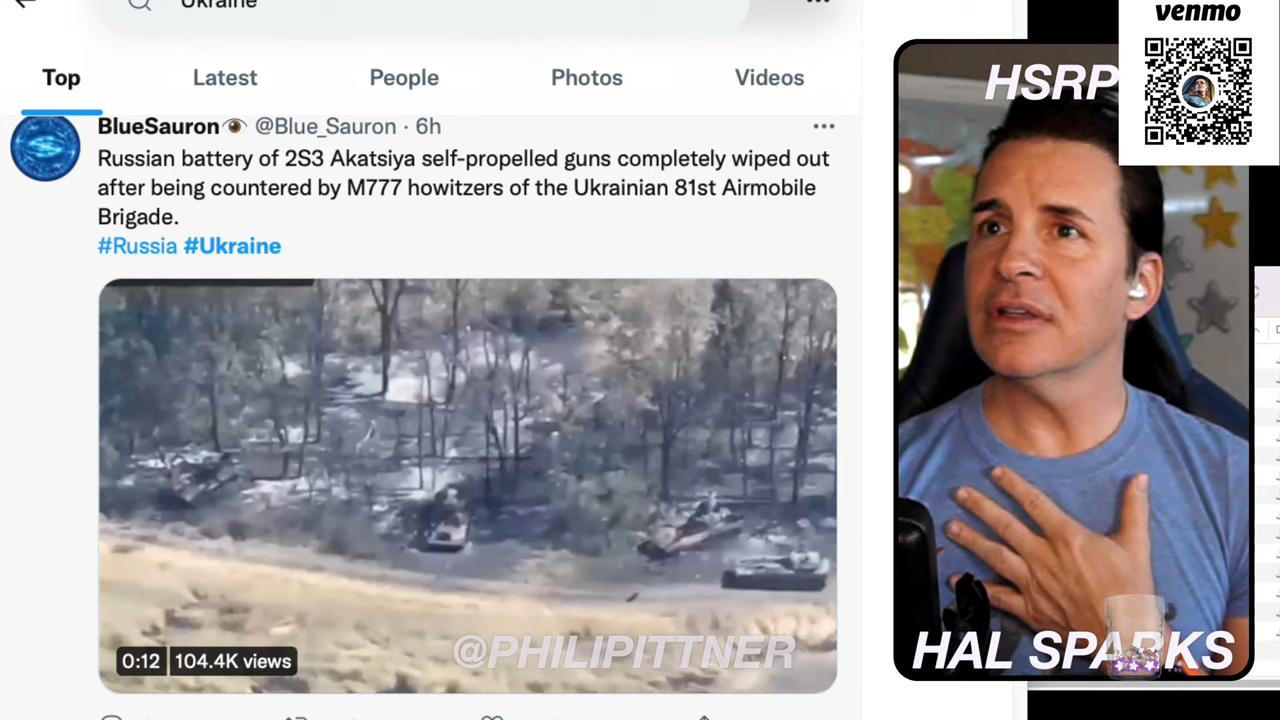 Ukraine
Top
Latest
People
Photos
Videos
BlueSauron @Blue_Sauron · 6h
Russian battery of 2S3 Akatsiya self-propelled guns completely wiped out
after being countered by M777 howitzers of the Ukrainian 81st Airmobile
Brigade.
#Russia #Ukraine
0:12
104.4K views
@PHILIPITTNER
venmo
HSRP
HAL SPARKS